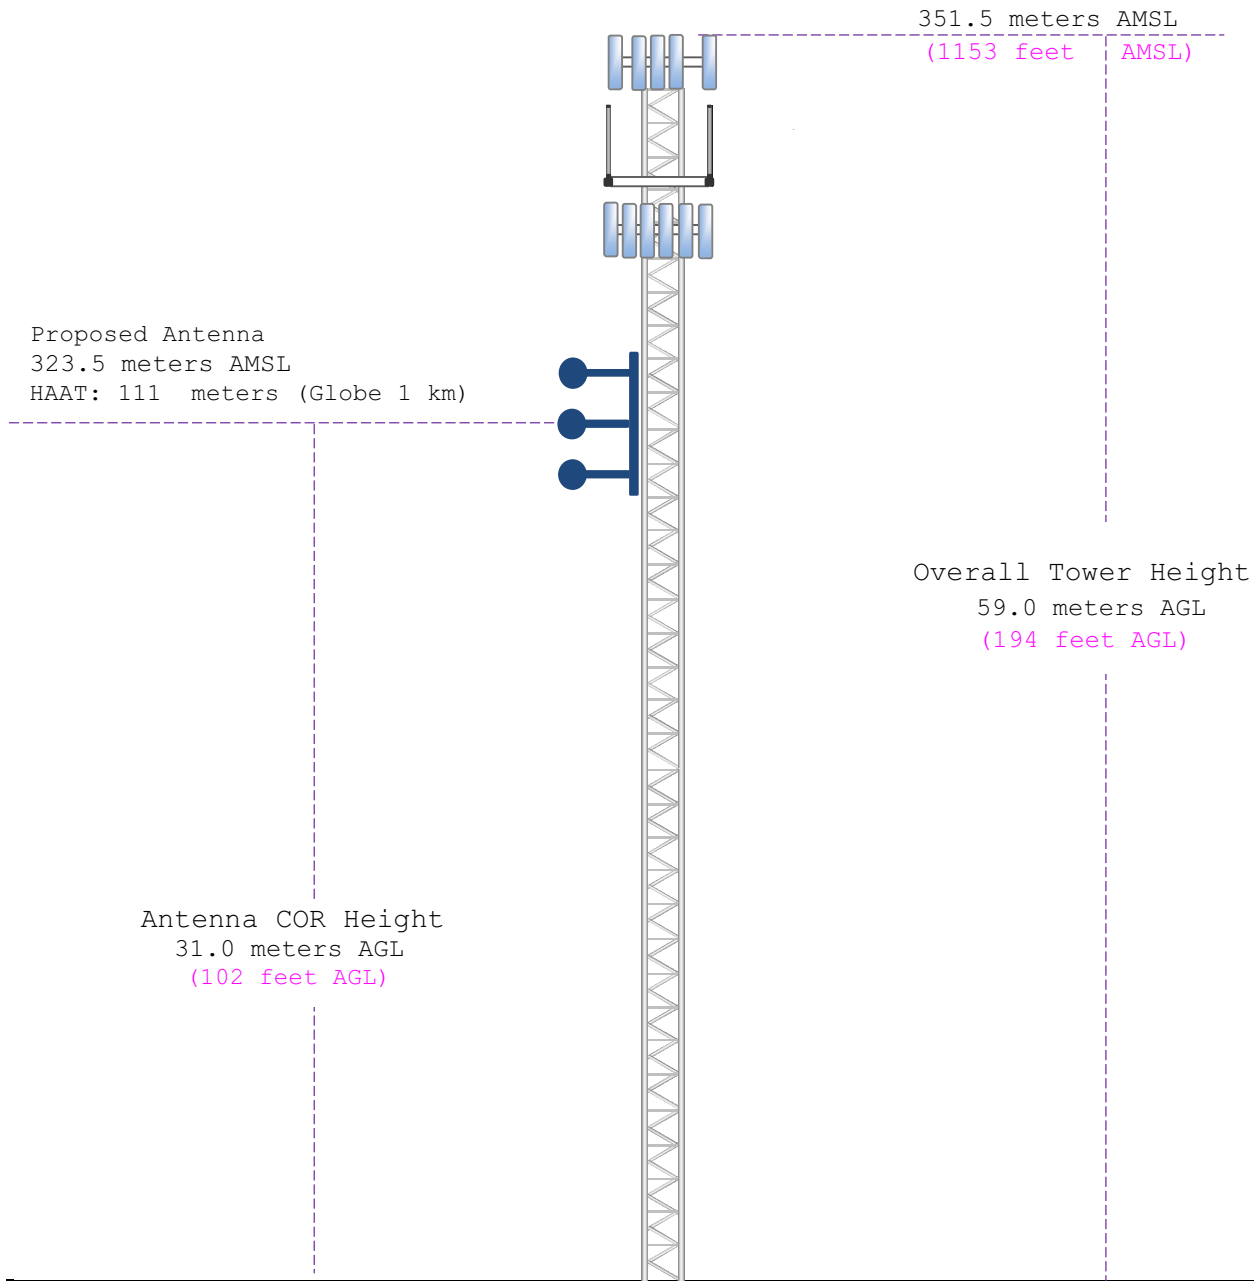 351.5 meters AMSL
(1153 feet AMSL)
Proposed Antenna
323.5 meters AMSL
HAAT: 111 meters (Globe 1 km)
Overall Tower Height
59.0 meters AGL
(194 feet AGL)
Antenna COR Height
31.0 meters AGL
(102 feet AGL)